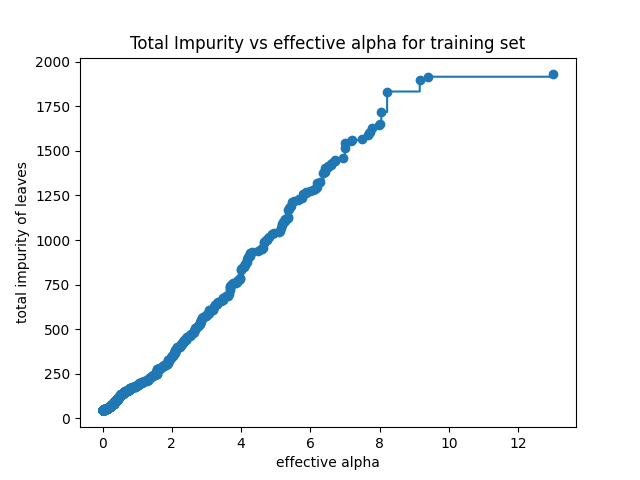 Total Impurity vs effective alpha for training set
2000
1750
1500
1250
1000
750
500
250
0
total impurity of leaves
0 2 4 6 8 10 12
effective alpha